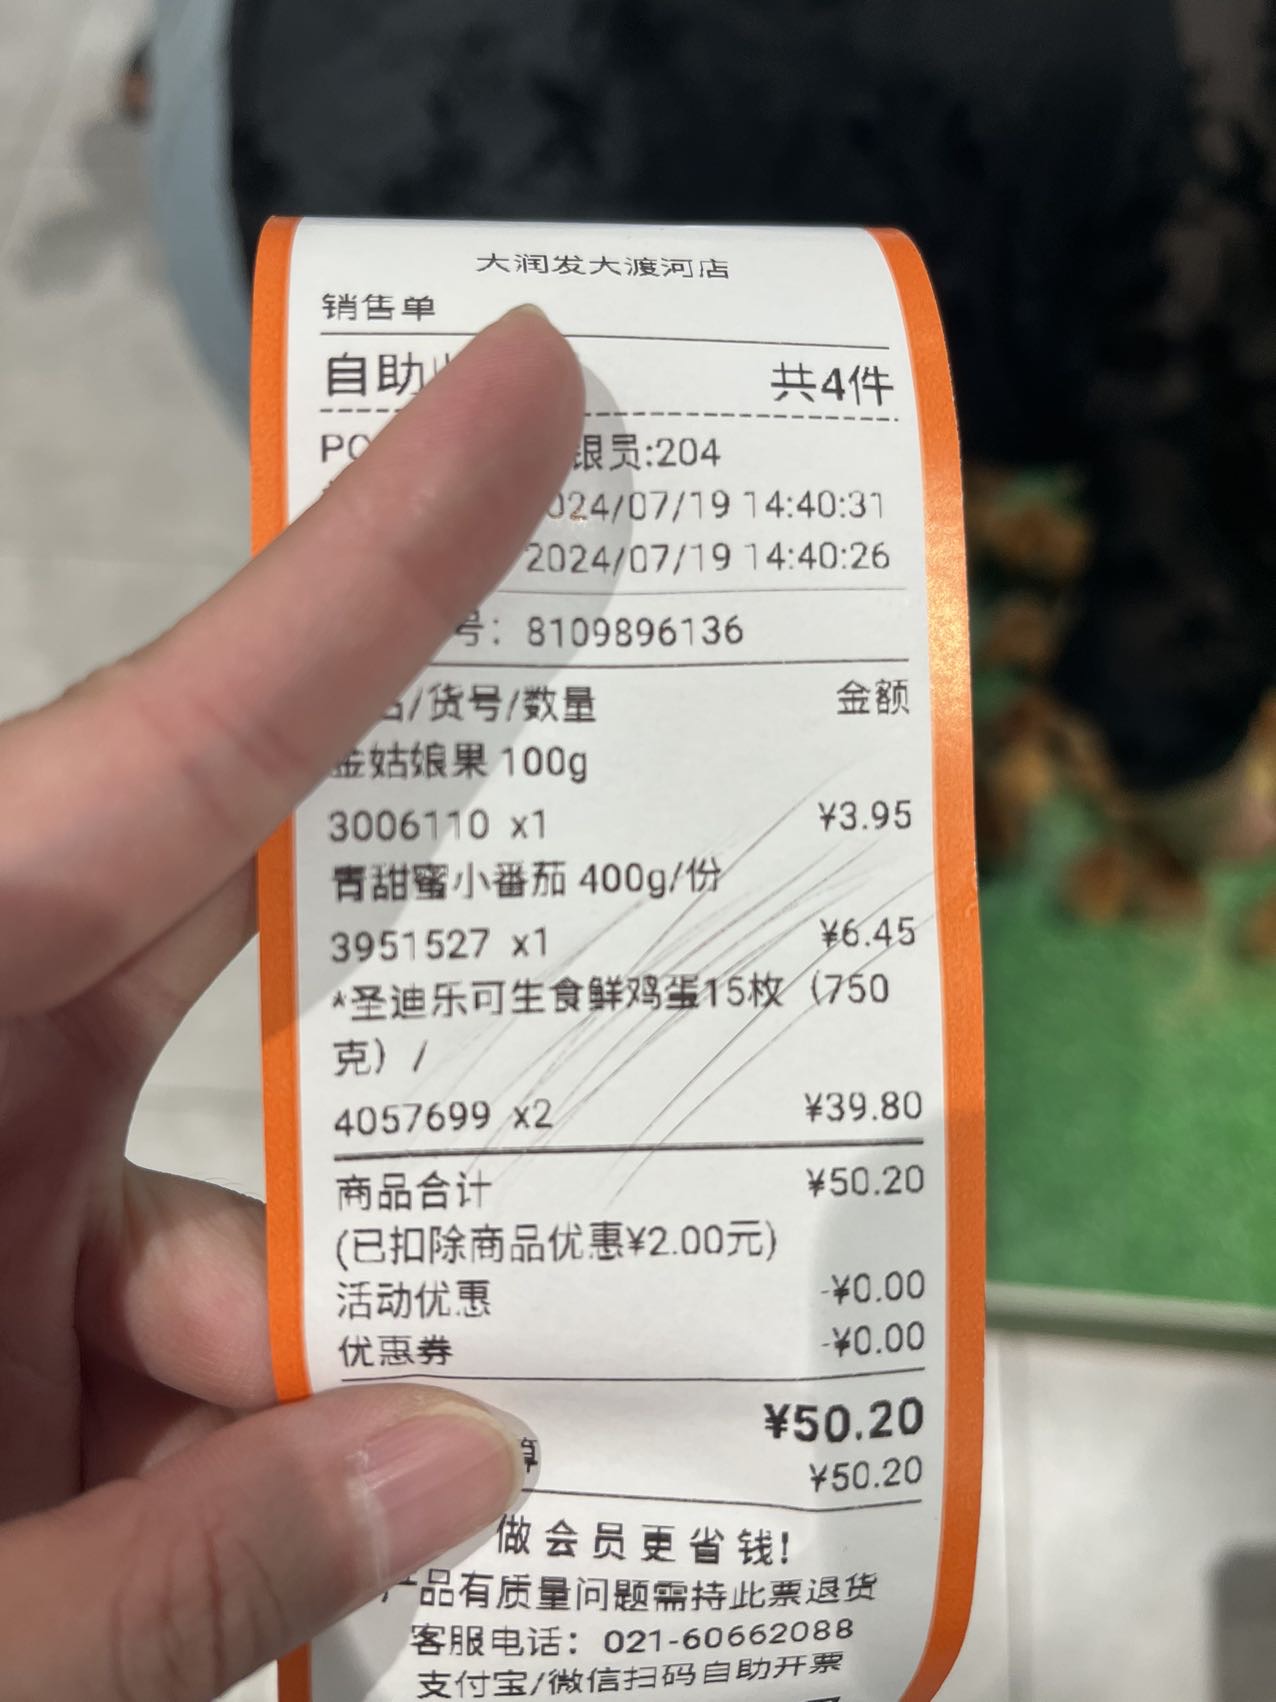 大润发大渡河店
销售单
自助 共4件
银员:204
024/07/19 14:40:31
2024/07/19 14:40:26
号: 8109896136
/货号/数量 金额
金姑娘果 100g
3006110 x1 ¥3.95
青甜蜜小番茄 400g/份
3951527 x1 ¥6.45
*圣迪乐可生食鲜鸡蛋15枚（750
克）/
4057699 x2 ¥39.80
商品合计 ¥50.20
(已扣除商品优惠¥2.00元)
活动优惠 -¥0.00
优惠券 -¥0.00
¥50.20
算 ¥50.20
做会员更省钱!
产品有质量问题需持此票退货
客服电话: 021-60662088
支付宝/微信扫码自助开票